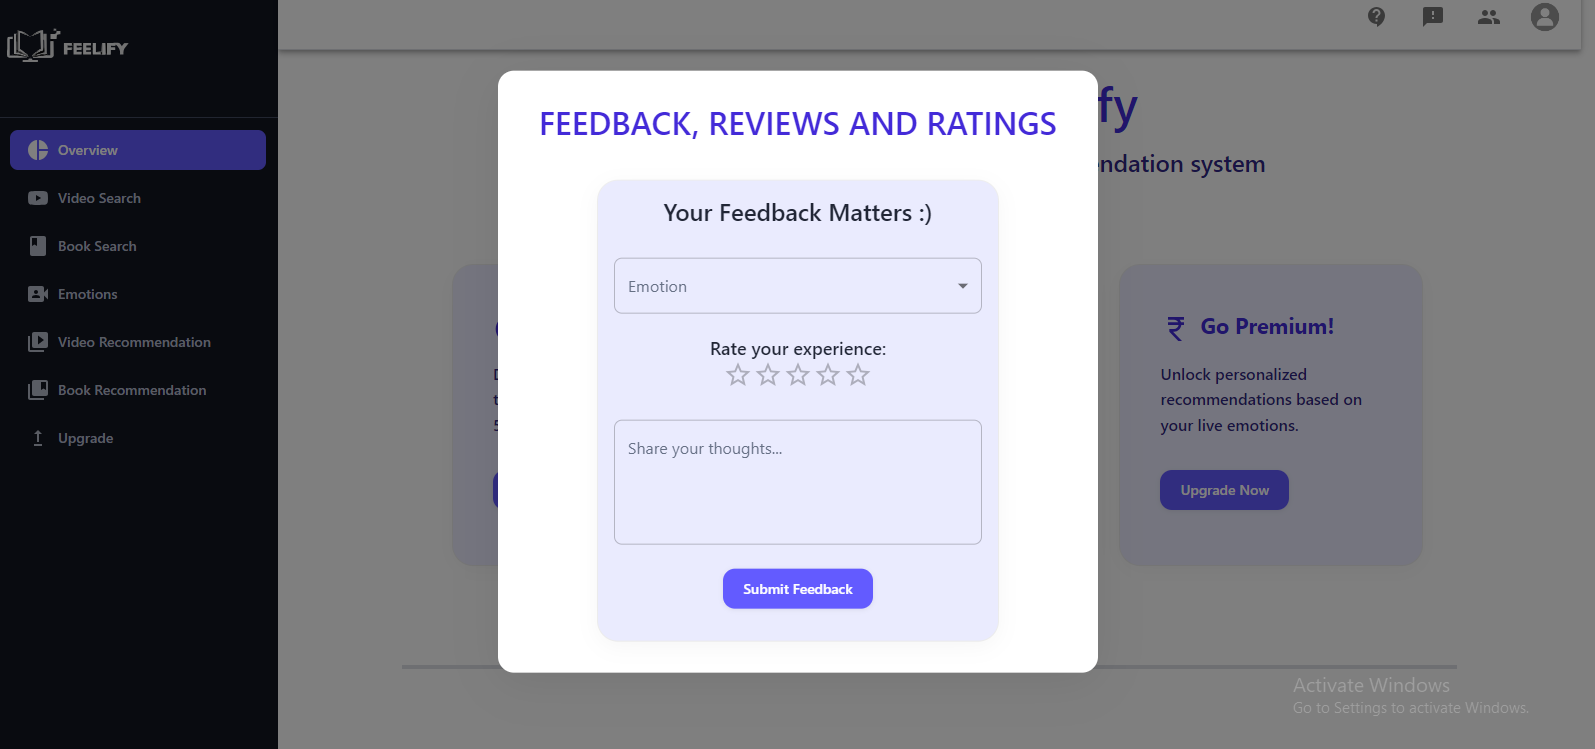 FEELIFY
Overview
Video Search
Book Search
Emotions
Video Recommendation
Book Recommendation
Upgrade
fy
endation system
FEEDBACK, REVIEWS AND RATINGS
Your Feedback Matters :)
Emotion
Rate your experience:
Share your thoughts...
Submit Feedback
₹ Go Premium!
Unlock personalized
recommendations based on
your live emotions.
Upgrade Now
Activate Windows
Go to Settings to activate Windows.